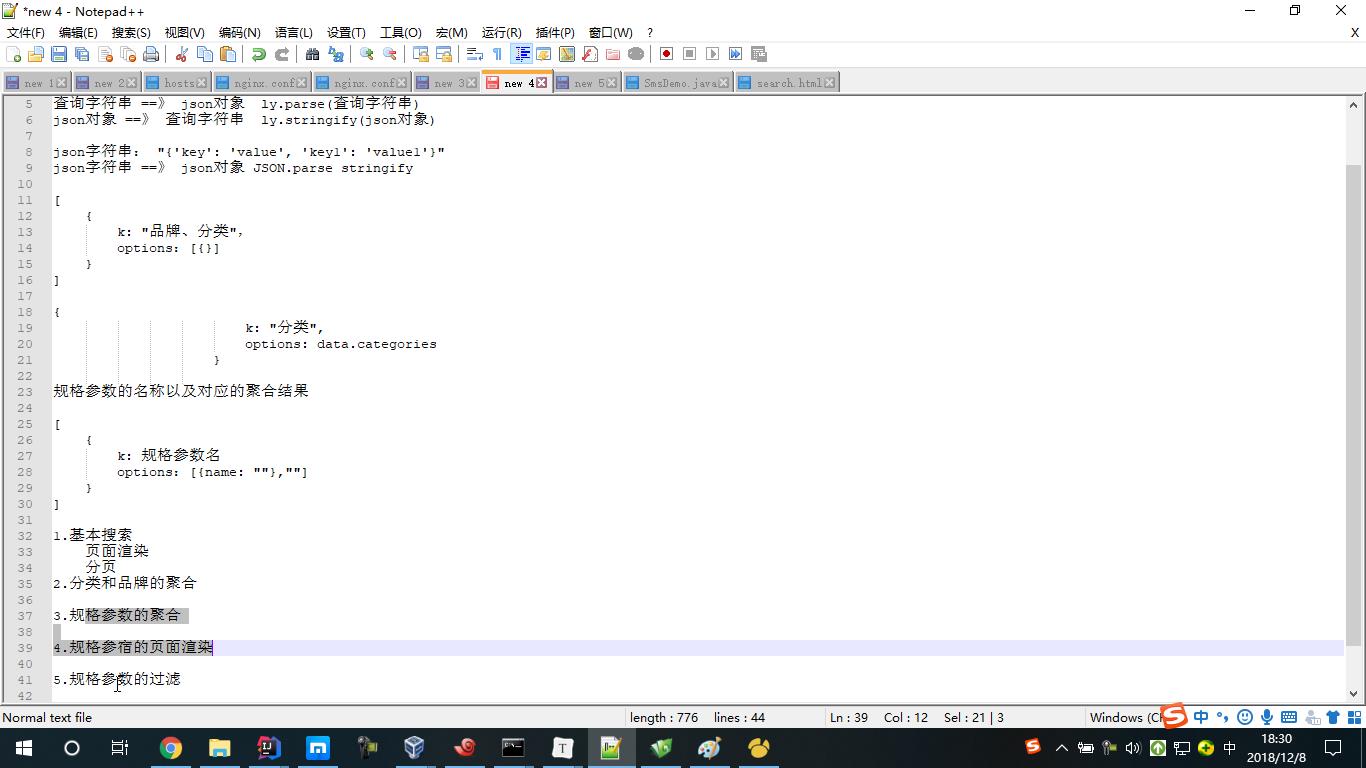 *new 4 - Notepad++
文件(F) 编辑(E) 搜索(S) 视图(V) 编码(N) 语言(L) 设置(T) 工具(O) 宏(M) 运行(R) 插件(P) 窗口(W) ? X
new 1 new 2 hosts nginx.conf nginx.conf new 3 new 4 new 5 SmsDemo.java search.html
5 查询字符串 ==》 json对象 ly.parse(查询字符串)
6 json对象 ==》 查询字符串 ly.stringify(json对象)
7
8 json字符串： "{'key': 'value', 'key1': 'value1'}"
9 json字符串 ==》 json对象 JSON.parse stringify
10
11 [
12 {
13 k: "品牌、分类"，
14 options: [{}]
15 }
16 ]
17
18 {
19 k: "分类",
20 options: data.categories
21 }
22
23 规格参数的名称以及对应的聚合结果
24
25 [
26 {
27 k: 规格参数名
28 options: [{name: ""},""]
29 }
30 ]
31
32 1.基本搜索
33 页面渲染
34 分页
35 2.分类和品牌的聚合
36
37 3.规格参数的聚合
38
39 4.规格参宿的页面渲染
40
41 5.规格参数的过滤
42
Normal text file length : 776 lines : 44 Ln : 39 Col : 12 Sel : 21 | 3 Windows (C 中
中 18:30
2018/12/8